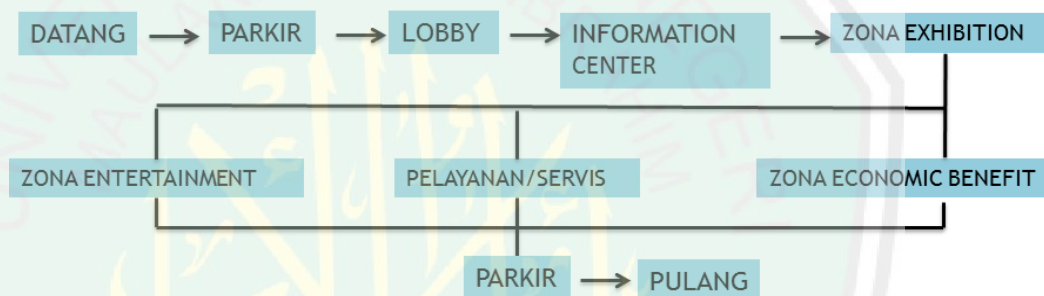 DATANG
PARKIR
LOBBY
INFORMATION
CENTER
ZONA EXHIBITION
ZONA ENTERTAINMENT
PELAYANAN/SERVIS
ZONA ECONOMIC BENEFIT
PARKIR
PULANG